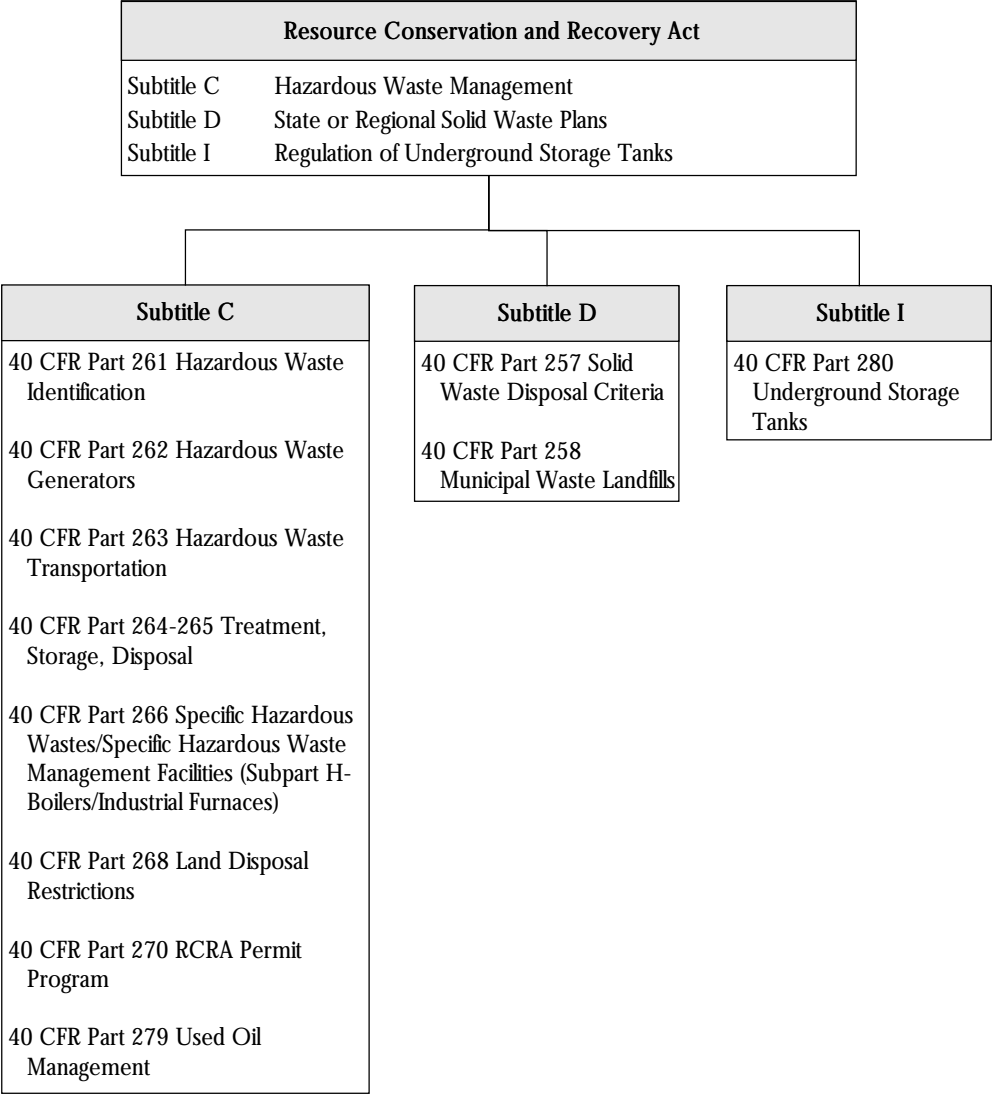 Resource Conservation and Recovery Act
Subtitle C Hazardous Waste Management
Subtitle D State or Regional Solid Waste Plans
Subtitle I Regulation of Underground Storage Tanks
Subtitle C
40 CFR Part 261 Hazardous Waste
Identification
40 CFR Part 262 Hazardous Waste
Generators
40 CFR Part 263 Hazardous Waste
Transportation
40 CFR Part 264-265 Treatment,
Storage, Disposal
40 CFR Part 266 Specific Hazardous
Wastes/Specific Hazardous Waste
Management Facilities (Subpart H-
Boilers/Industrial Furnaces)
40 CFR Part 268 Land Disposal
Restrictions
40 CFR Part 270 RCRA Permit
Program
40 CFR Part 279 Used Oil
Management
Subtitle D
40 CFR Part 257 Solid
Waste Disposal Criteria
40 CFR Part 258
Municipal Waste Landfills
Subtitle I
40 CFR Part 280
Underground Storage
Tanks